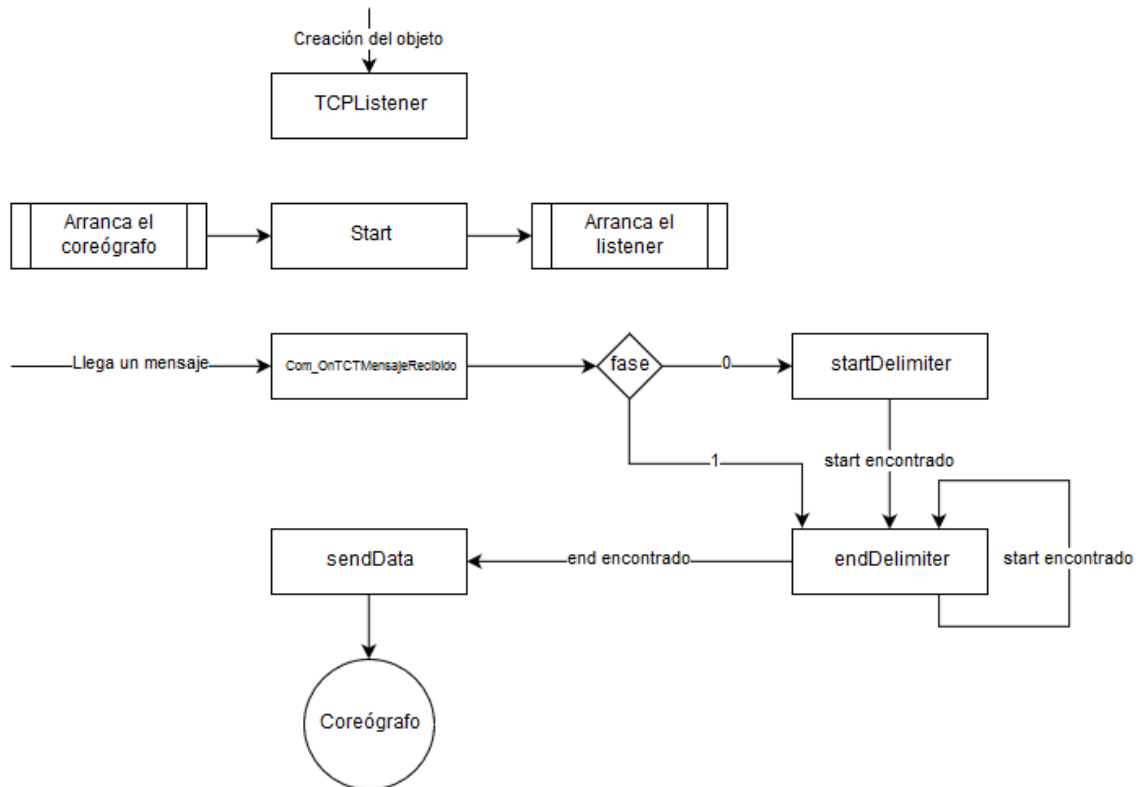 Creación del objeto
TCPListener
Arranca el
coreógrafo
Start
Arranca el
listener
Llega un mensaje
Com_OnTCTMensajeRecibido
fase
0
startDelimiter
1
start encontrado
sendData
end encontrado
endDelimiter
start encontrado
Coreógrafo